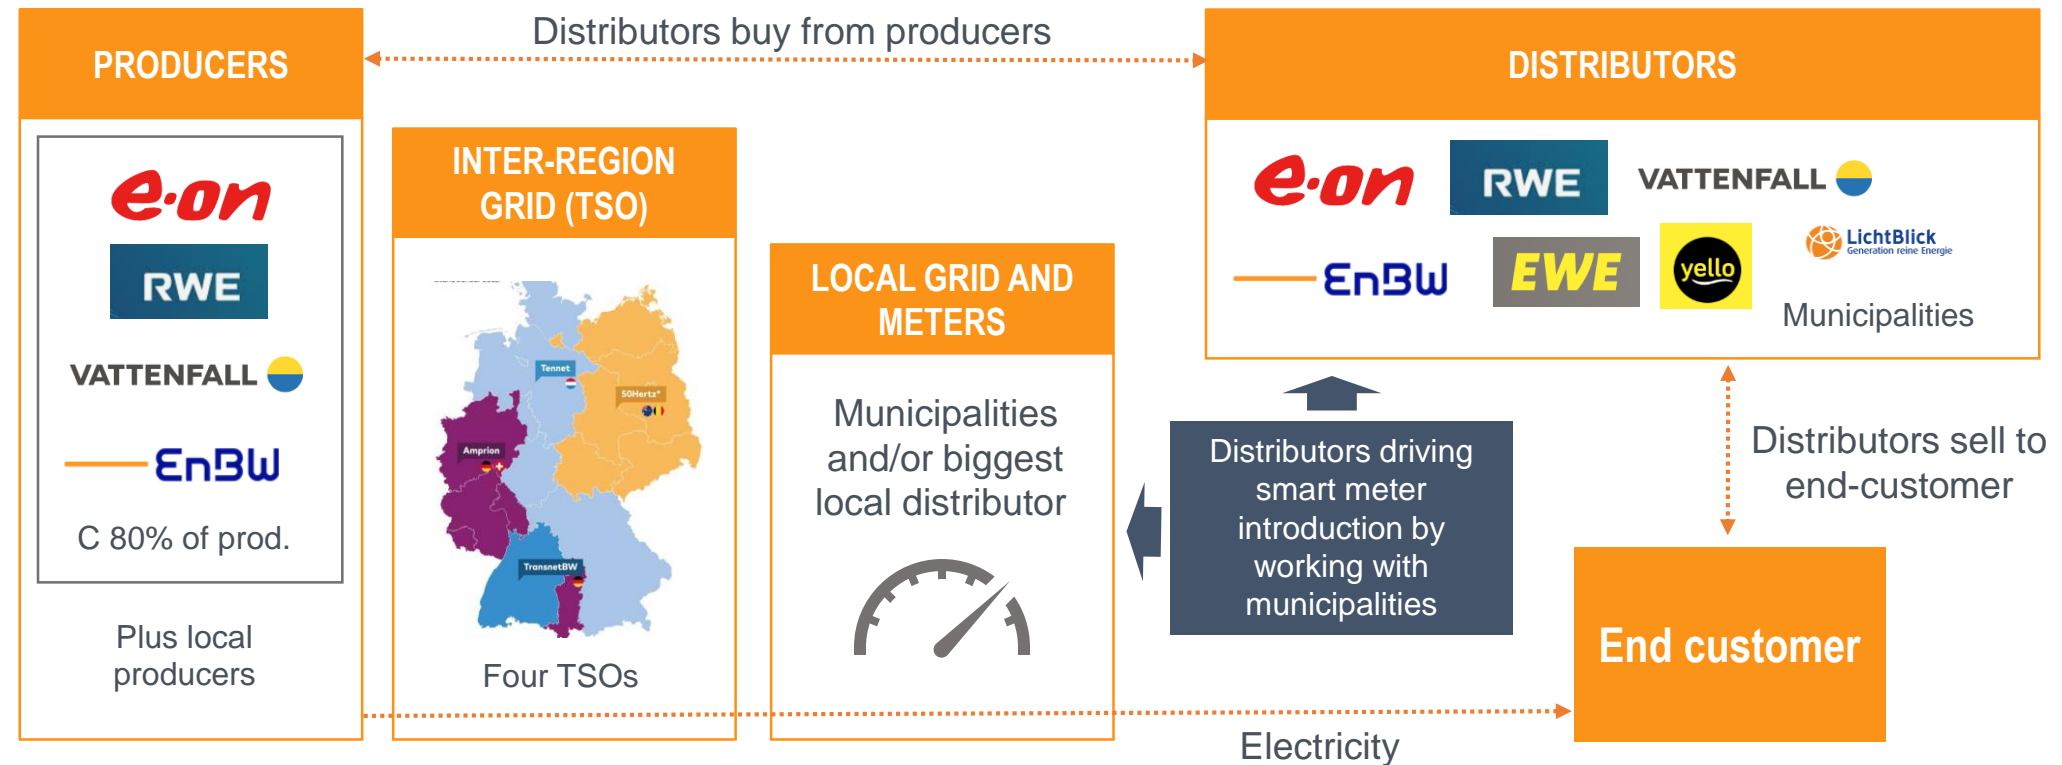 Distributors buy from producers
PRODUCERS
e·on
RWE
VATTENFALL
EnBW
C 80% of prod.
Plus local
producers
INTER-REGION
GRID (TSO)
Tennet
50Hertz*
Amprion
TransnetBW
Four TSOs
LOCAL GRID AND
METERS
Municipalities
and/or biggest
local distributor
DISTRIBUTORS
e·on
RWE
VATTENFALL
EnBW
EWE
yello
LichtBlick
Generation reine Energie
Municipalities
Distributors driving
smart meter
introduction by
working with
municipalities
Distributors sell to
end-customer
End customer
Electricity